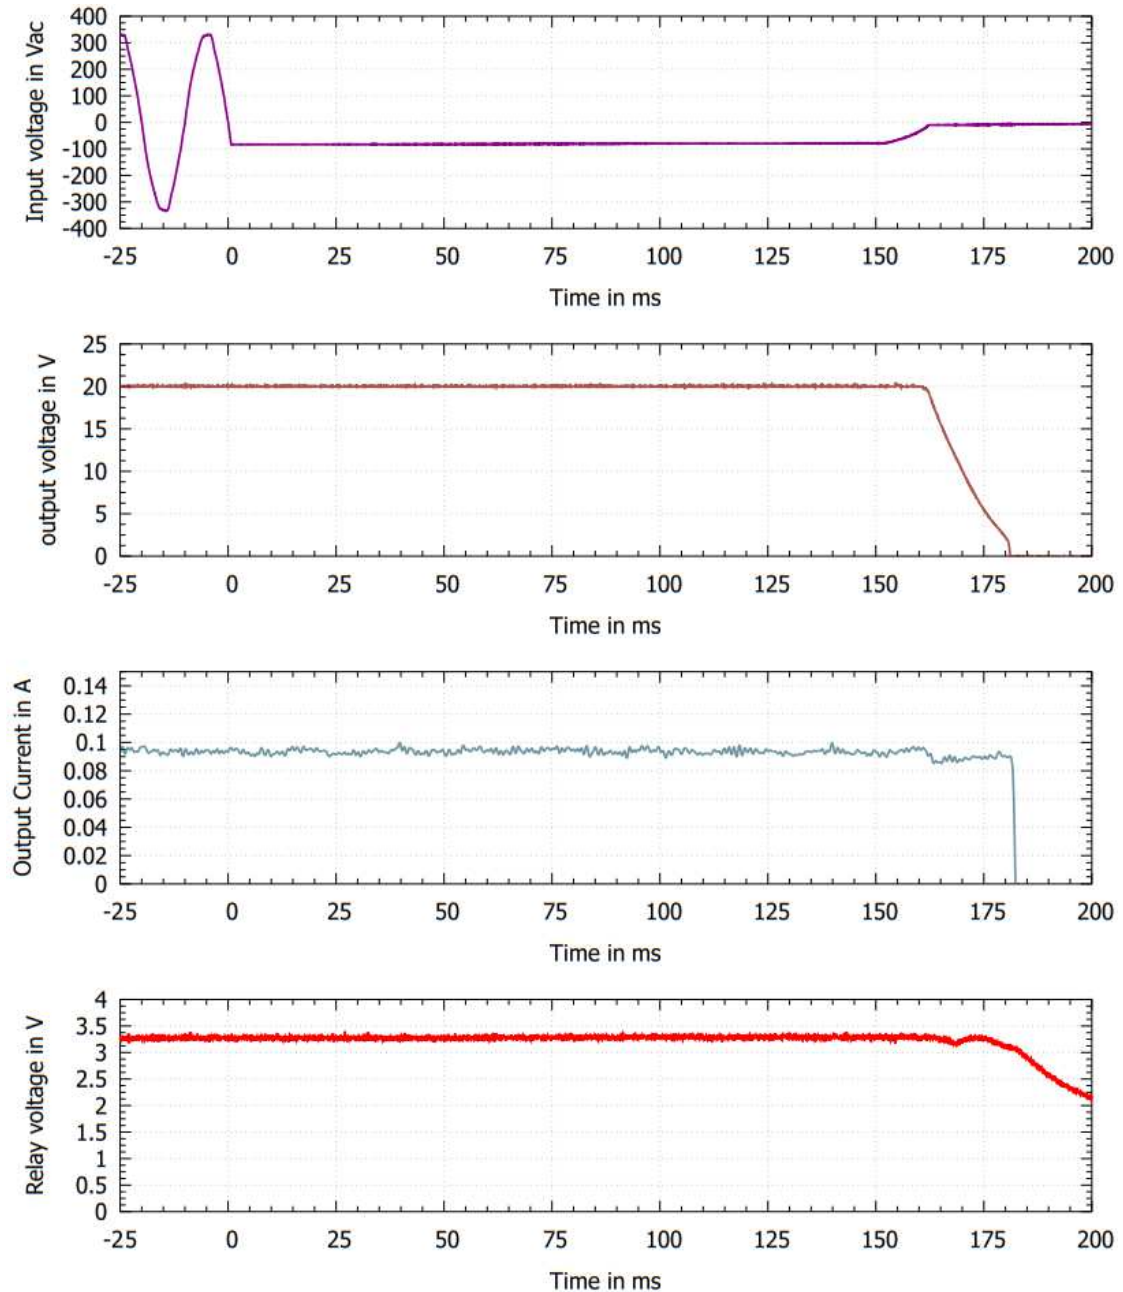 Input voltage in Vac
400
300
200
100
0
-100
-200
-300
-400
-25 0 25 50 75 100 125 150 175 200
Time in ms
output voltage in V
25
20
15
10
5
0
-25 0 25 50 75 100 125 150 175 200
Time in ms
Output Current in A
0.14
0.12
0.1
0.08
0.06
0.04
0.02
0
-25 0 25 50 75 100 125 150 175 200
Time in ms
Relay voltage in V
4
3.5
3
2.5
2
1.5
1
0.5
0
-25 0 25 50 75 100 125 150 175 200
Time in ms